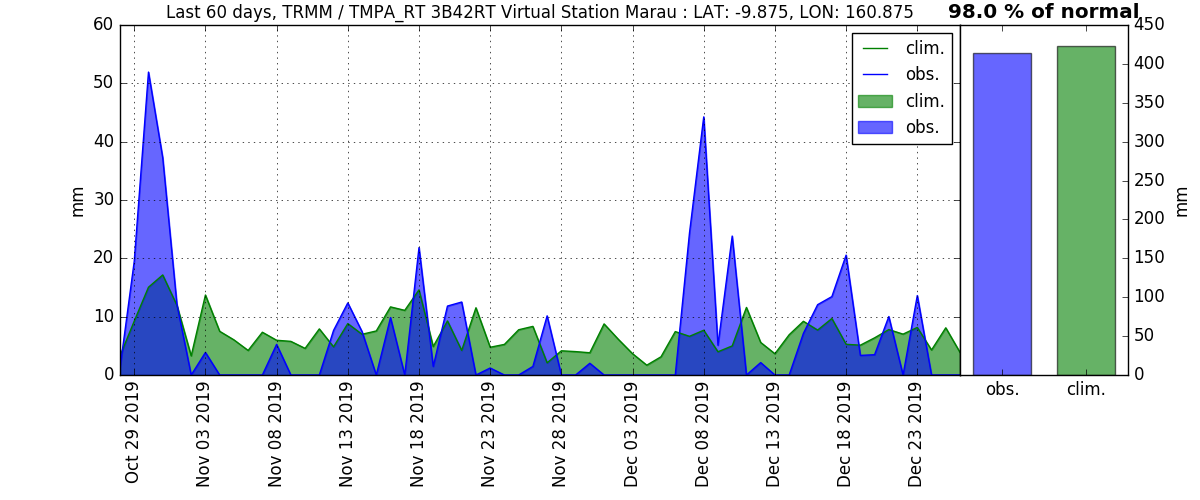 Last 60 days, TRMM / TMPA_RT 3B42RT Virtual Station Marau : LAT: -9.875, LON: 160.875
98.0 % of normal
60
50
40
30
20
10
0
mm
clim.
obs.
clim.
obs.
450
400
350
300
250
200
150
100
50
0
mm
Oct 29 2019
Nov 03 2019
Nov 08 2019
Nov 13 2019
Nov 18 2019
Nov 23 2019
Nov 28 2019
Dec 03 2019
Dec 08 2019
Dec 13 2019
Dec 18 2019
Dec 23 2019
obs.
clim.